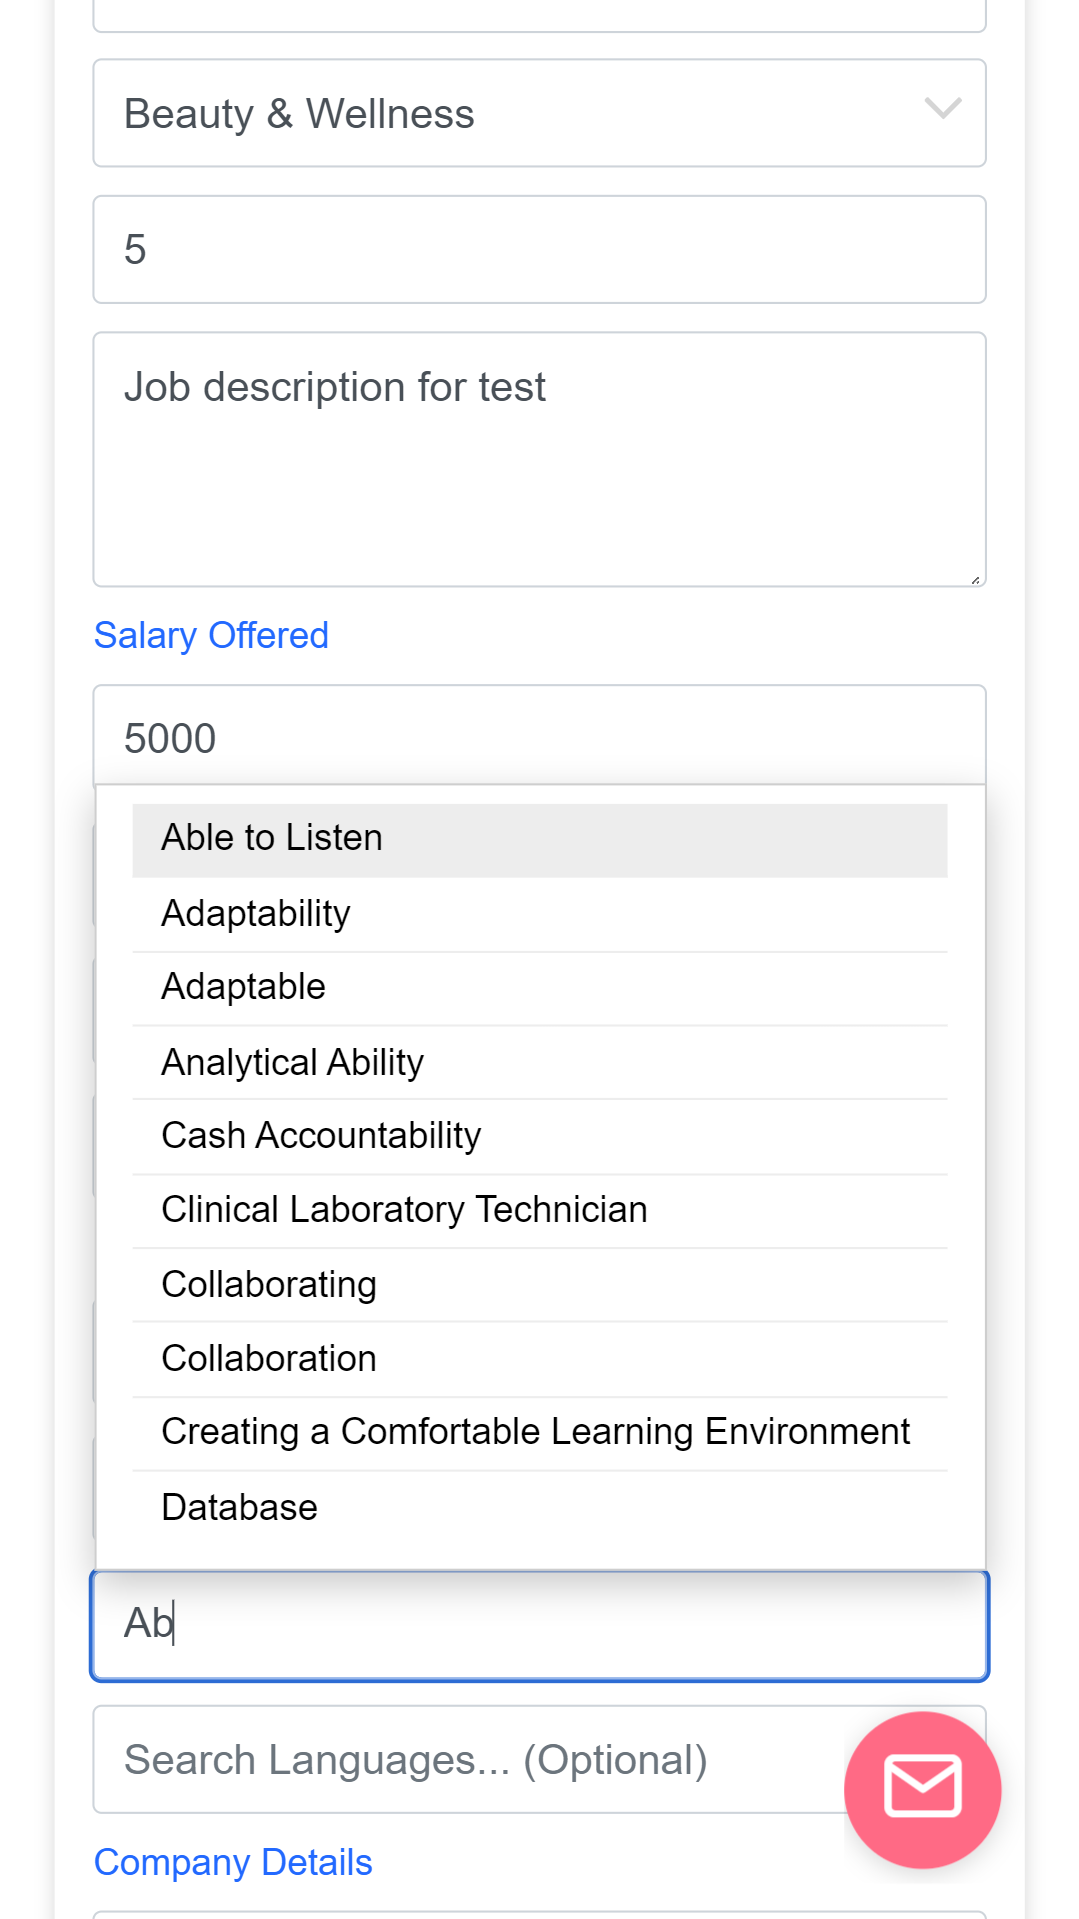 Beauty & Wellness
5
Job description for test
Salary Offered
5000
Able to Listen
Adaptability
Adaptable
Analytical Ability
Cash Accountability
Clinical Laboratory Technician
Collaborating
Collaboration
Creating a Comfortable Learning Environment
Database
Ab
Search Languages... (Optional)
Company Details